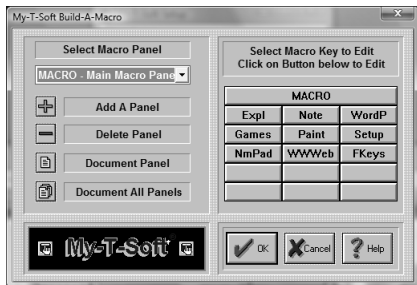 My-T-Soft Build-A-Macro
Select Macro Panel
MACRO - Main Macro Pane
Add A Panel
Delete Panel
Document Panel
Document All Panels
My-T-Soft
Select Macro Key to Edit
Click on Button below to Edit
MACRO
Expl Note WordP
Games Paint Setup
NmPad WWWeb FKeys
OK Cancel Help